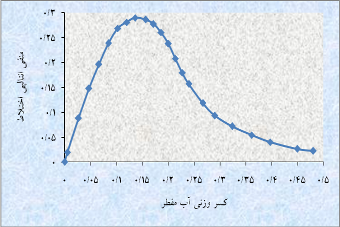 ۰/۳
۰/۲۵
۰/۲
۰/۱۵
۰/۱
۰/۰۵
۰
منفی انتالپی اختلاط
۰ ۰/۰۵ ۰/۱ ۰/۱۵ ۰/۲ ۰/۲۵ ۰/۳ ۰/۳۵ ۰/۴ ۰/۴۵ ۰/۵
کسر وزنی آب مقطر